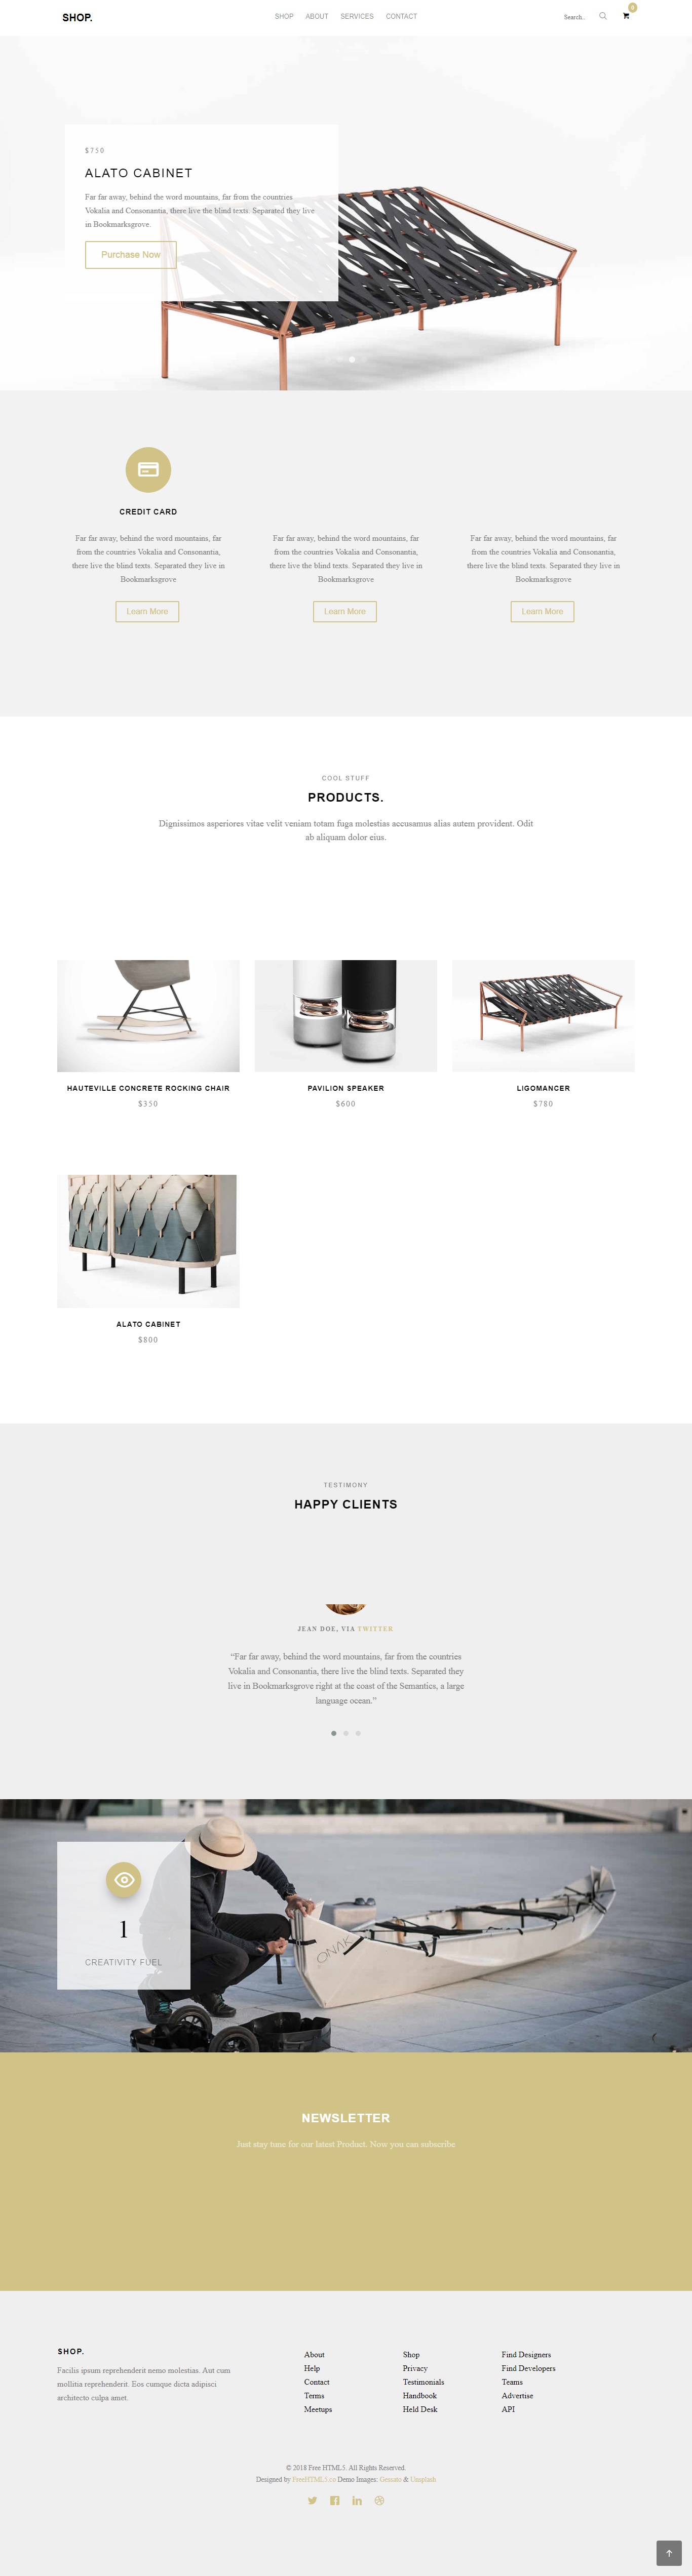 SHOP.
SHOP ABOUT SERVICES CONTACT
Search..
0
$750
ALATO CABINET
Far far away, behind the word mountains, far from the countries
Vokalia and Consonantia, there live the blind texts. Separated they live
in Bookmarksgrove.
Purchase Now
CREDIT CARD
Far far away, behind the word mountains, far
from the countries Vokalia and Consonantia,
there live the blind texts. Separated they live in
Bookmarksgrove
Learn More
Far far away, behind the word mountains, far
from the countries Vokalia and Consonantia,
there live the blind texts. Separated they live in
Bookmarksgrove
Learn More
Far far away, behind the word mountains, far
from the countries Vokalia and Consonantia,
there live the blind texts. Separated they live in
Bookmarksgrove
Learn More
COOL STUFF
PRODUCTS.
Dignissimos asperiores vitae velit veniam totam fuga molestias accusamus alias autem provident. Odit
ab aliquam dolor eius.
HAUTEVILLE CONCRETE ROCKING CHAIR
$350
PAVILION SPEAKER
$600
LIGOMANCER
$780
ALATO CABINET
$800
TESTIMONY
HAPPY CLIENTS
JEAN DOE, VIA TWITTER
“Far far away, behind the word mountains, far from the countries
Vokalia and Consonantia, there live the blind texts. Separated they
live in Bookmarksgrove right at the coast of the Semantics, a large
language ocean.”
ONAK
1
CREATIVITY FUEL
NEWSLETTER
Just stay tune for our latest Product. Now you can subscribe
SHOP.
Facilis ipsum reprehenderit nemo molestias. Aut cum
mollitia reprehenderit. Eos cumque dicta adipisci
architecto culpa amet.
About
Help
Contact
Terms
Meetups
Shop
Privacy
Testimonials
Handbook
Held Desk
Find Designers
Find Developers
Teams
Advertise
API
© 2018 Free HTML5. All Rights Reserved.
Designed by FreeHTML5.co Demo Images: Gessato & Unsplash